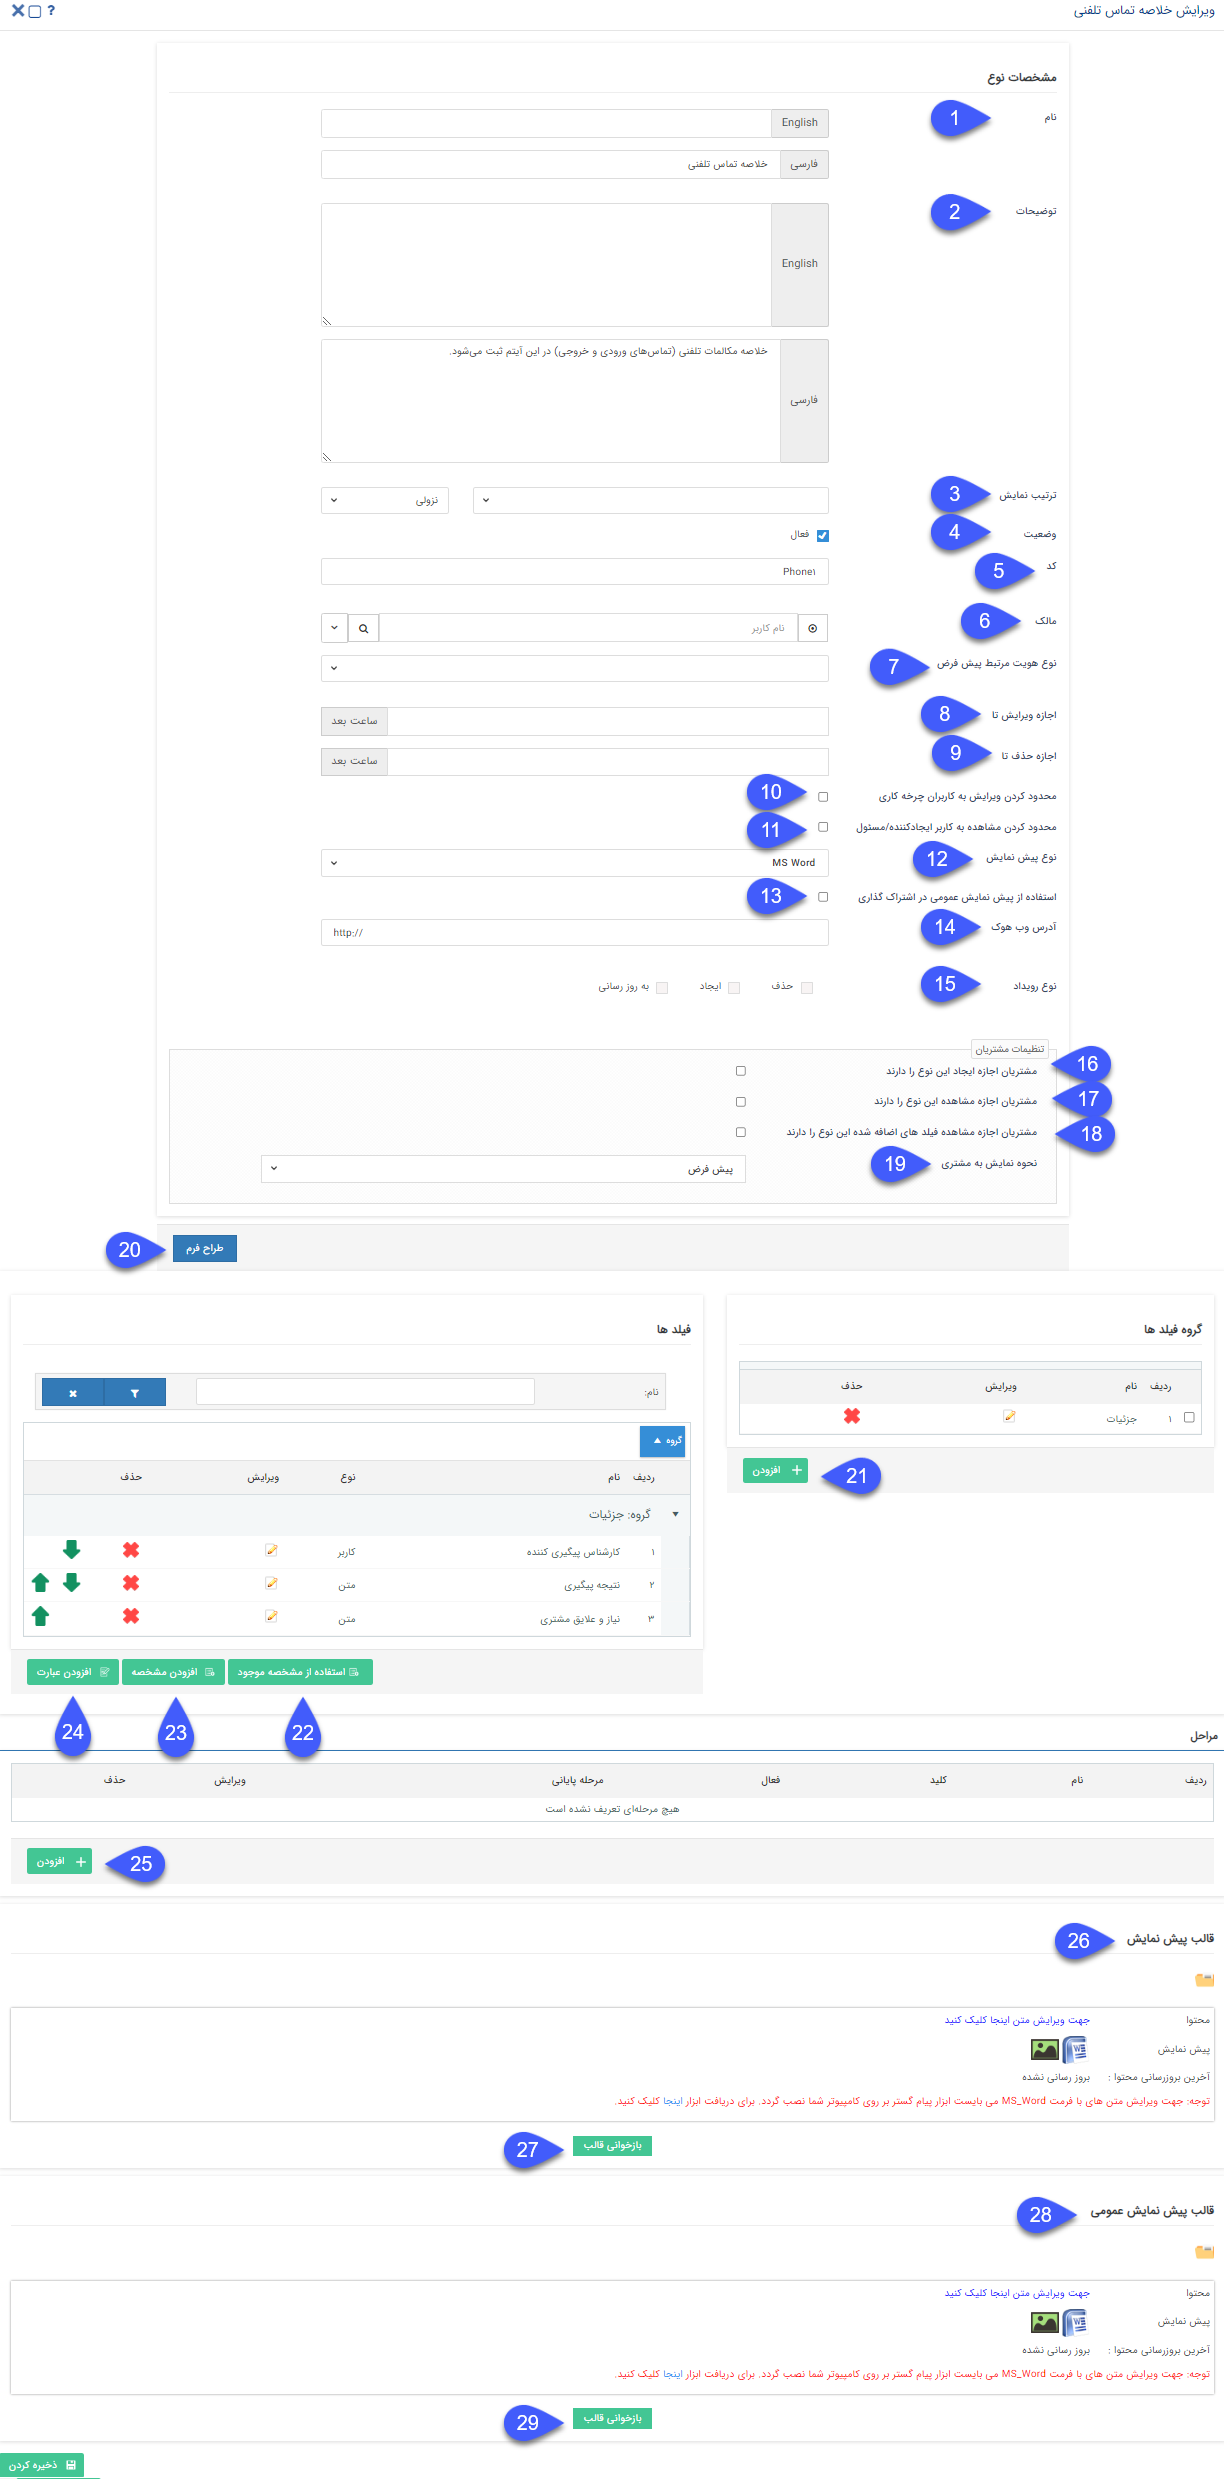 ویرایش خلاصه تماس تلفنی
?
مشخصات نوع
نام 1 English
فارسی خلاصه تماس تلفنی
توضیحات 2
English
فارسی خلاصه مکالمات تلفنی (تماس‌های ورودی و خروجی) در این آیتم ثبت می‌شود.
ترتیب نمایش 3 نزولی
وضعیت 4 فعال
کد 5 Phone۱
مالک 6 نام کاربر
نوع هویت مرتبط پیش فرض 7
اجازه ویرایش تا 8 ساعت بعد
اجازه حذف تا 9 ساعت بعد
محدود کردن ویرایش به کاربران چرخه کاری 10
محدود کردن مشاهده به کاربر ایجادکننده/مسئول 11
نوع پیش نمایش 12 MS Word
استفاده از پیش نمایش عمومی در اشتراک گذاری 13
آدرس وب هوک 14 http://
نوع رویداد 15 حذف ایجاد به روز رسانی
تنظیمات مشتریان
مشتریان اجازه ایجاد این نوع را دارند 16
مشتریان اجازه مشاهده این نوع را دارند 17
مشتریان اجازه مشاهده فیلد های اضافه شده این نوع را دارند 18
نحوه نمایش به مشتری 19 پیش فرض
طراح فرم 20
گروه فیلد ها
ردیف نام ویرایش حذف
۱ جزئیات
+ افزودن 21
فیلد ها
نام:
گروه
ردیف نام نوع ویرایش حذف
گروه: جزئیات
۱ کارشناس پیگیری کننده کاربر
۲ نتیجه پیگیری متن
۳ نیاز و علایق مشتری متن
استفاده از مشخصه موجود افزودن مشخصه افزودن عبارت
22 23 24
مراحل
ردیف نام کلید فعال مرحله پایانی ویرایش حذف
هیچ مرحله‌ای تعریف نشده است
+ افزودن 25
قالب پیش نمایش 26
محتوا جهت ویرایش متن اینجا کلیک کنید
پیش نمایش
آخرین بروزرسانی محتوا : بروز رسانی نشده
توجه: جهت ویرایش متن های با فرمت MS_Word می بایست ابزار پیام گستر بر روی کامپیوتر شما نصب گردد. برای دریافت ابزار اینجا کلیک کنید.
بازخوانی قالب 27
قالب پیش نمایش عمومی 28
محتوا جهت ویرایش متن اینجا کلیک کنید
پیش نمایش
آخرین بروزرسانی محتوا : بروز رسانی نشده
توجه: جهت ویرایش متن های با فرمت MS_Word می بایست ابزار پیام گستر بر روی کامپیوتر شما نصب گردد. برای دریافت ابزار اینجا کلیک کنید.
بازخوانی قالب 29
ذخیره کردن